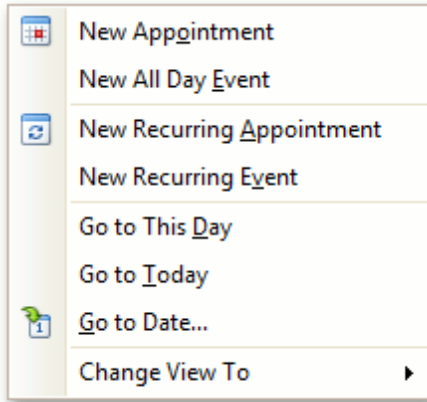 New Appointment
New All Day Event
New Recurring Appointment
New Recurring Event
Go to This Day
Go to Today
1 Go to Date...
Change View To